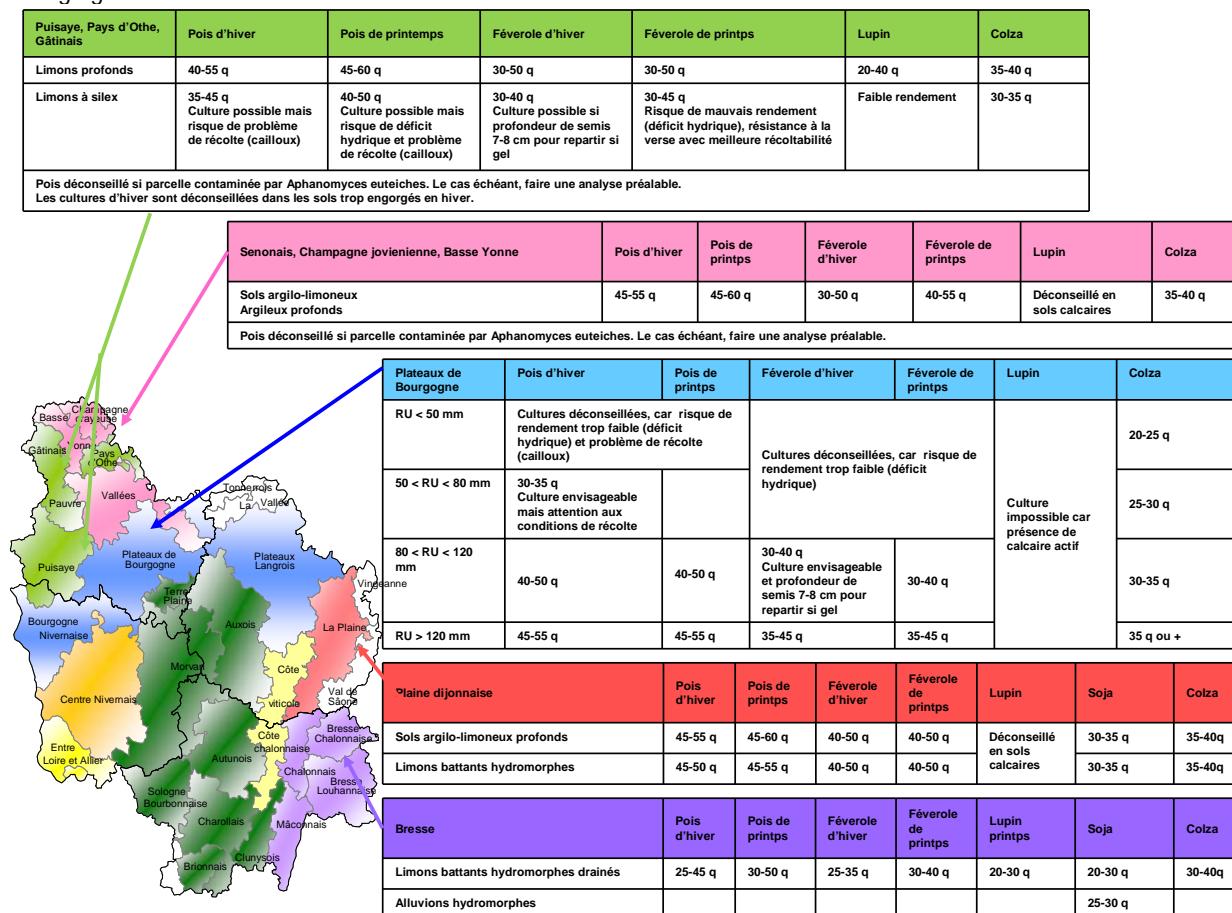 Puisaye, Pays d'Othe, Gâtinais
Pois d'hiver
Pois de printemps
Féverole d'hiver
Féverole de printps
Lupin
Colza
Limons profonds
40-55 q
45-60 q
30-50 q
30-50 q
20-40 q
35-40 q
Limons à silex
35-45 q
Culture possible mais
risque de problème
de récolte (cailloux)
40-50 q
Culture possible mais
risque de déficit
hydrique et problème
de récolte (cailloux)
30-40 q
Culture possible si
profondeur de semis
7-8 cm pour repartir si
gel
30-45 q
Risque de mauvais rendement
(déficit hydrique), résistance à la
verse avec meilleure récoltabilité
Faible rendement
30-35 q
Pois déconseillé si parcelle contaminée par Aphanomyces euteiches. Le cas échéant, faire une analyse préalable.
Les cultures d'hiver sont déconseillées dans les sols trop engorgés en hiver.
Senonais, Champagne jovienienne, Basse Yonne
Pois d'hiver
Pois de
printps
Féverole
d'hiver
Féverole de
printps
Lupin
Colza
Sols argilo-limoneux
Argileux profonds
45-55 q
45-60 q
30-50 q
40-55 q
Déconseillé en
sols calcaires
35-40 q
Pois déconseillé si parcelle contaminée par Aphanomyces euteiches. Le cas échéant, faire une analyse préalable.
Plateaux de
Bourgogne
Pois d'hiver
Pois de
printps
Féverole d'hiver
Féverole de
printps
Lupin
Colza
RU < 50 mm
Cultures déconseillées, car risque de
rendement trop faible (déficit
hydrique) et problème de récolte
(cailloux)
Cultures déconseillées, car risque de
rendement trop faible (déficit
hydrique)
Culture
impossible car
présence de
calcaire actif
20-25 q
50 < RU < 80 mm
30-35 q
Culture envisageable
mais attention aux
conditions de récolte
25-30 q
80 < RU < 120
mm
40-50 q
40-50 q
30-40 q
Culture envisageable
et profondeur de
semis 7-8 cm pour
repartir si gel
30-40 q
30-35 q
RU > 120 mm
45-55 q
45-55 q
35-45 q
35-45 q
35 q ou +
Plaine dijonnaise
Pois
d'hiver
Pois de
printps
Féverole
d'hiver
Féverole
de
printps
Lupin
Soja
Colza
Sols argilo-limoneux profonds
45-55 q
45-60 q
40-50 q
40-50 q
Déconseillé
en sols
calcaires
30-35 q
35-40q
Limons battants hydromorphes
45-50 q
45-55 q
40-50 q
40-50 q
30-35 q
35-40q
Bresse
Pois
d'hiver
Pois de
printps
Féverole
d'hiver
Féverole
de
printps
Lupin
printps
Soja
Colza
Limons battants hydromorphes drainés
25-45 q
30-50 q
25-35 q
30-40 q
20-30 q
20-30 q
30-40q
Alluvions hydromorphes
25-30 q
Basse
Yonne
Champagne
crayeuse
Gâtinais
Pays
d'Othe
Pauvre
Vallées
Tonnerrois
La Vallée
Puisaye
Plateaux de
Bourgogne
Plateaux
Langrois
Terre
Plaine
Vingeanne
Bourgogne
Nivernaise
Auxois
La Plaine
Morvan
Côte
viticole
Centre Nivernais
Val de
Sâone
Entre
Loire et Allier
Autunois
Côte
chalonnaise
Bresse
Chalonnaise
Chalonnais
Bresse
Louhannaise
Sologne
Bourbonnaise
Charollais
Mâconnais
Brionnais
Clunysois